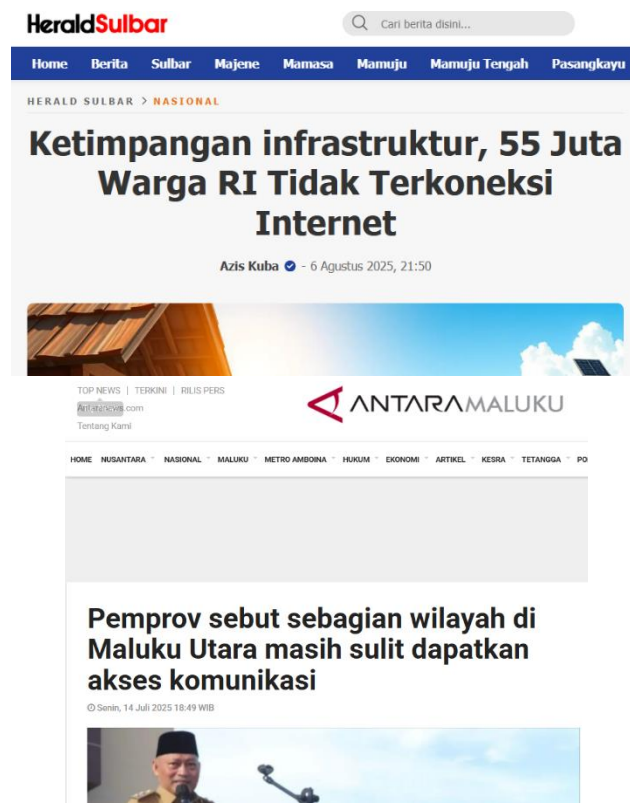 HeraldSulbar
Cari berita disini...
Home Berita Sulbar Majene Mamasa Mamuju Mamuju Tengah Pasangkayu
HERALD SULBAR > NASIONAL
Ketimpangan infrastruktur, 55 Juta
Warga RI Tidak Terkoneksi
Internet
Azis Kuba - 6 Agustus 2025, 21:50
TOP NEWS | TERKINI | RILIS PERS
Antaranews.com
Tentang Kami
ANTARAMALUKU
HOME NUSANTARA NASIONAL MALUKU METRO AMBOINA HUKUM EKONOMI ARTIKEL KESRA TETANGGA PO
Pemprov sebut sebagian wilayah di
Maluku Utara masih sulit dapatkan
akses komunikasi
Senin, 14 Juli 2025 18:49 WIB